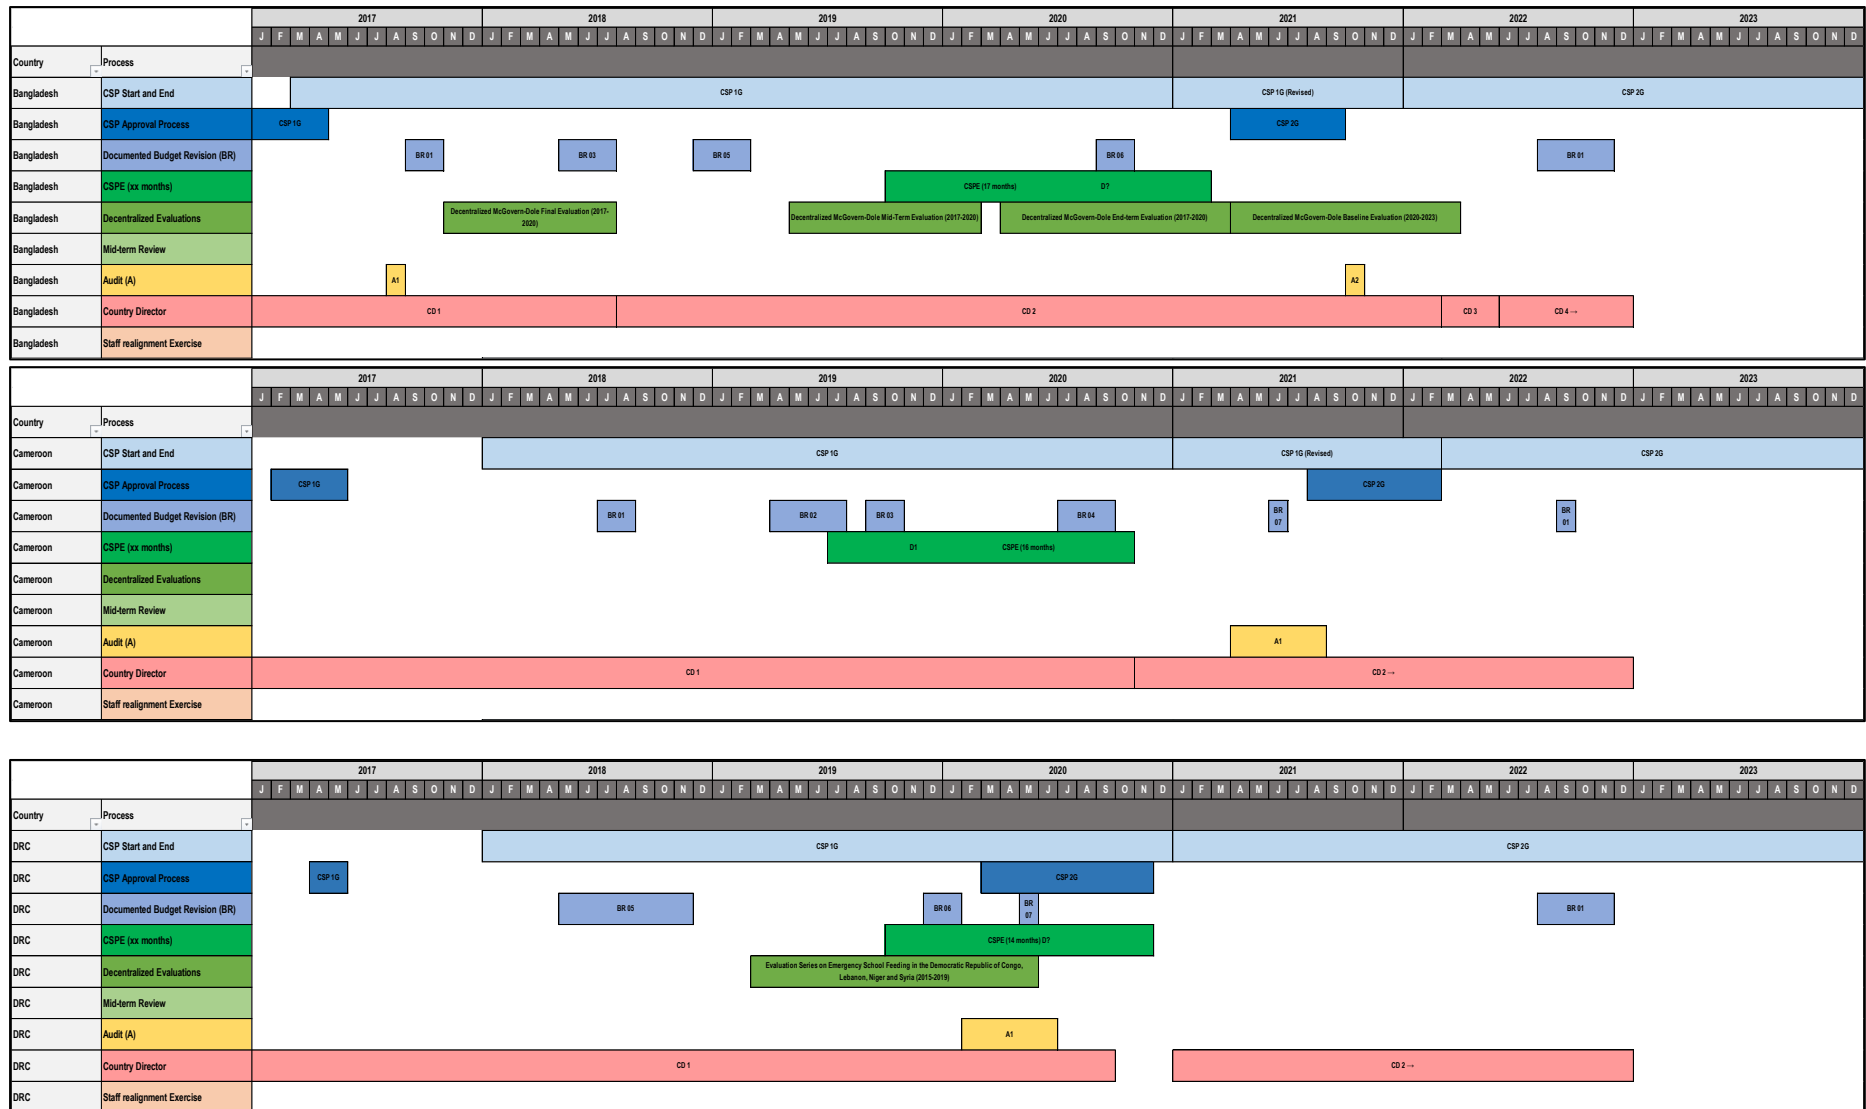 2017 2018 2019 2020 2021 2022 2023
J F M A M J J A S O N D J F M A M J J A S O N D J F M A M J J A S O N D J F M A M J J A S O N D J F M A M J J A S O N D J F M A M J J A S O N D J F M A M J J A S O N D
Country Process
Bangladesh CSP Start and End CSP 1G CSP 1G (Revised) CSP 2G
Bangladesh CSP Approval Process CSP 1G CSP 2G
Bangladesh Documented Budget Revision (BR) BR 01 BR 03 BR 05 BR 06 BR 01
Bangladesh CSPE (xx months) CSPE (17 months) D?
Bangladesh Decentralized Evaluations Decentralized McGovern-Dole Final Evaluation (2017-
2020) Decentralized McGovern-Dole Mid-Term Evaluation (2017-2020) Decentralized McGovern-Dole End-term Evaluation (2017-2020) Decentralized McGovern-Dole Baseline Evaluation (2020-2023)
Bangladesh Mid-term Review
Bangladesh Audit (A) A1 A2
Bangladesh Country Director CD 1 CD 2 CD 3 CD 4 →
Bangladesh Staff realignment Exercise
2017 2018 2019 2020 2021 2022 2023
J F M A M J J A S O N D J F M A M J J A S O N D J F M A M J J A S O N D J F M A M J J A S O N D J F M A M J J A S O N D J F M A M J J A S O N D J F M A M J J A S O N D
Country Process
Cameroon CSP Start and End CSP 1G CSP 1G (Revised) CSP 2G
Cameroon CSP Approval Process CSP 1G CSP 2G
Cameroon Documented Budget Revision (BR) BR 01 BR 02 BR 03 BR 04 BR 07 BR 01
Cameroon CSPE (xx months) D1 CSPE (16 months)
Cameroon Decentralized Evaluations
Cameroon Mid-term Review
Cameroon Audit (A) A1
Cameroon Country Director CD 1 CD 2 →
Cameroon Staff realignment Exercise
2017 2018 2019 2020 2021 2022 2023
J F M A M J J A S O N D J F M A M J J A S O N D J F M A M J J A S O N D J F M A M J J A S O N D J F M A M J J A S O N D J F M A M J J A S O N D J F M A M J J A S O N D
Country Process
DRC CSP Start and End CSP 1G CSP 2G
DRC CSP Approval Process CSP 1G CSP 2G
DRC Documented Budget Revision (BR) BR 05 BR 06 BR 07 BR 01
DRC CSPE (xx months) CSPE (14 months) D?
DRC Decentralized Evaluations Evaluation Series on Emergency School Feeding in the Democratic Republic of Congo,
Lebanon, Niger and Syria (2015-2019)
DRC Mid-term Review
DRC Audit (A) A1
DRC Country Director CD 1 CD 2 →
DRC Staff realignment Exercise